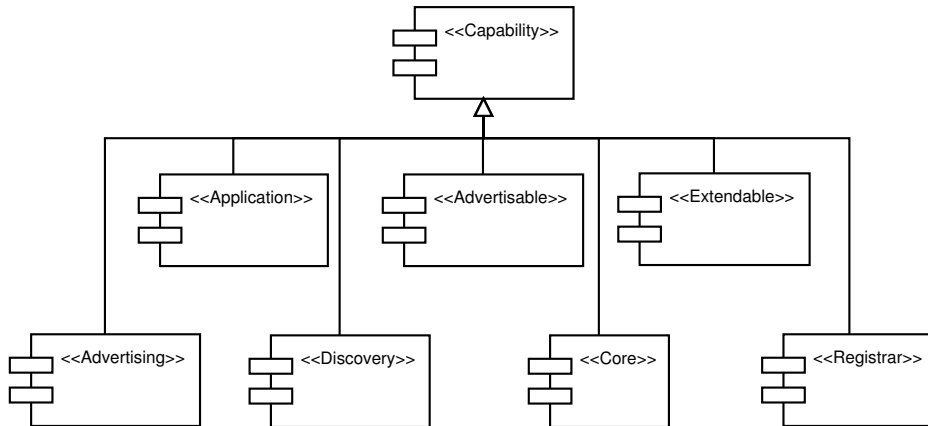 <<Capability>>
<<Application>>
<<Advertisable>>
<<Extendable>>
<<Advertising>>
<<Discovery>>
<<Core>>
<<Registrar>>